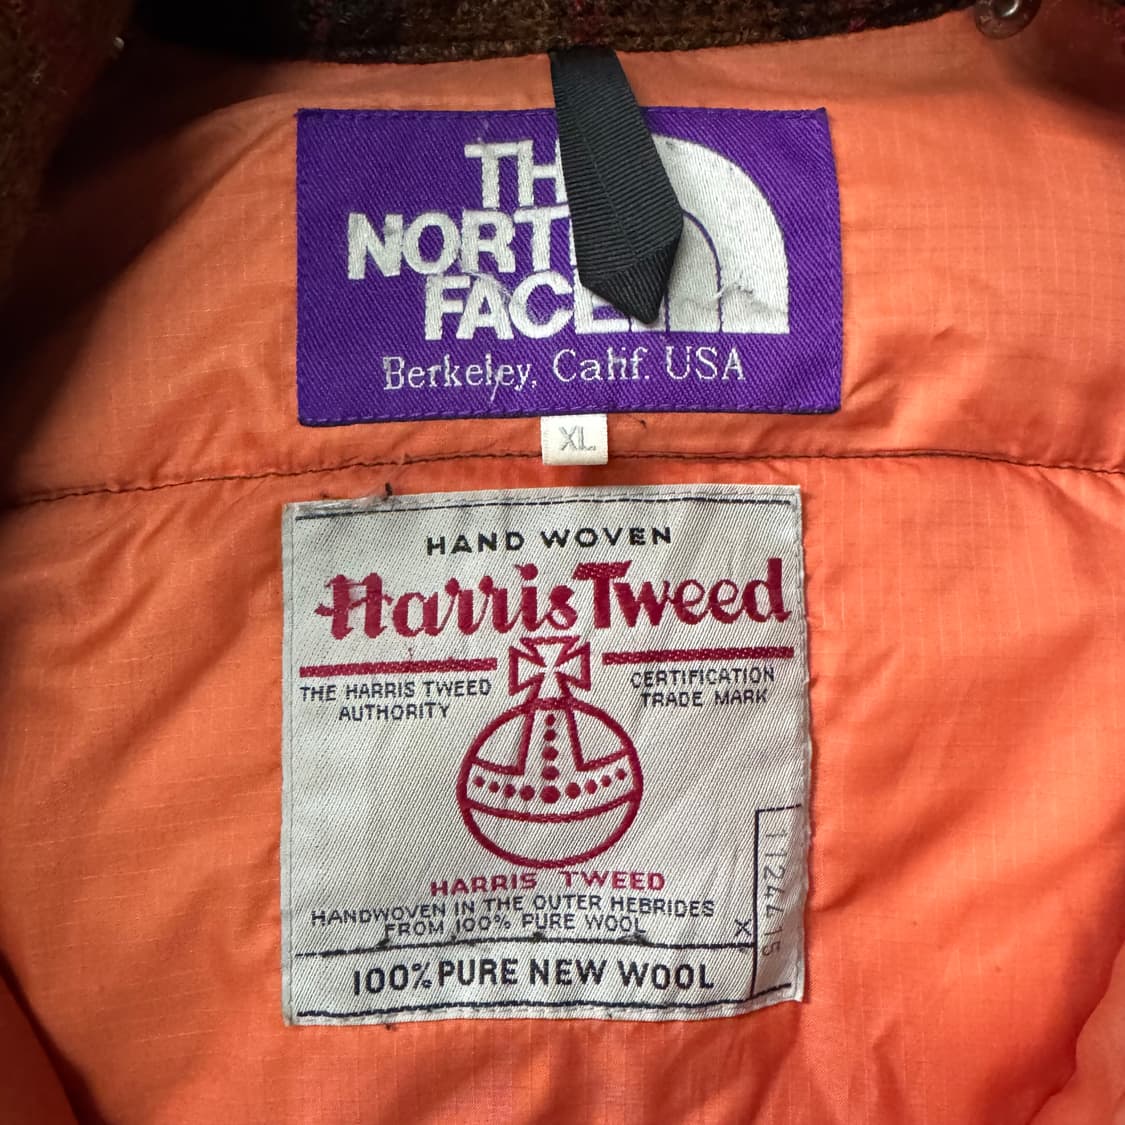 THE
NORTH
FACE
Berkeley, Calif. USA
XL
HAND WOVEN
Harris Tweed
THE HARRIS TWEED
AUTHORITY
CERTIFICATION
TRADE MARK
HARRIS TWEED
HANDWOVEN IN THE OUTER HEBRIDES
FROM 100% PURE WOOL
X
100% PURE NEW WOOL